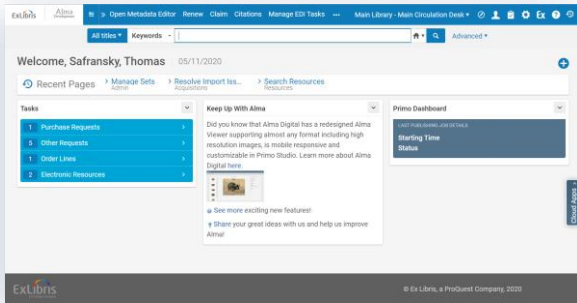 ExLibris Alma
» Open Metadata Editor Renew Claim Citations Manage EDI Tasks ••• Main Library - Main Circulation Desk
All titles Keywords Advanced
Welcome, Safransky, Thomas 05/11/2020
Recent Pages › Manage Sets › Resolve Import Iss... › Search Resources
Admin Acquisitions Resources
Tasks
1 Purchase Requests
5 Other Requests
1 Order Lines
2 Electronic Resources
Keep Up With Alma
Did you know that Alma Digital has a redesigned Alma
Viewer supporting almost any format including high
resolution images, is mobile responsive and
customizable in Primo Studio. Learn more about Alma
Digital here.
See more exciting new features!
Share your great ideas with us and help us improve
Alma!
Primo Dashboard
LAST PUBLISHING JOB DETAILS
Starting Time
Status
Cloud Apps
ExLibris
© Ex Libris, a ProQuest Company, 2020